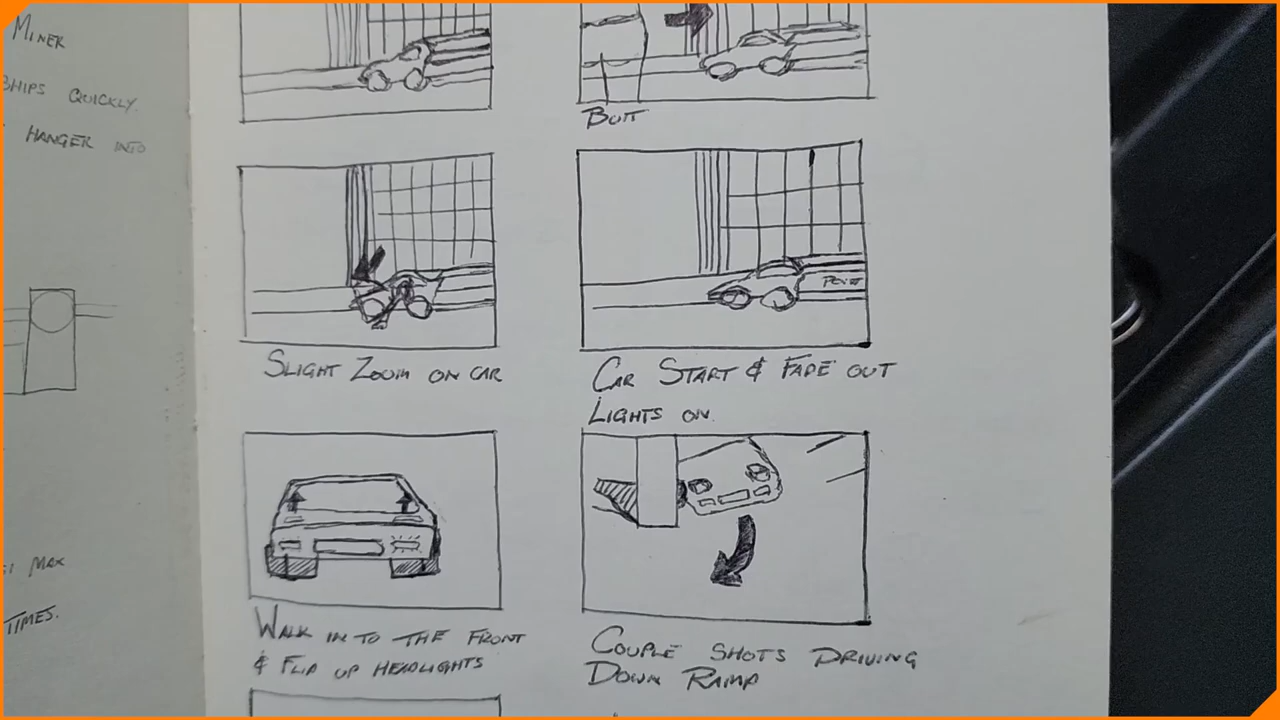 MINER
SHIPS QUICKLY.
HANGER INTO
MAX
TIMES.
BUTT
SLIGHT ZOOM ON CAR
CAR START & FADE OUT
LIGHTS ON.
WALK IN TO THE FRONT
& FLIP UP HEADLIGHTS
COUPLE SHOTS DRIVING
DOWN RAMP